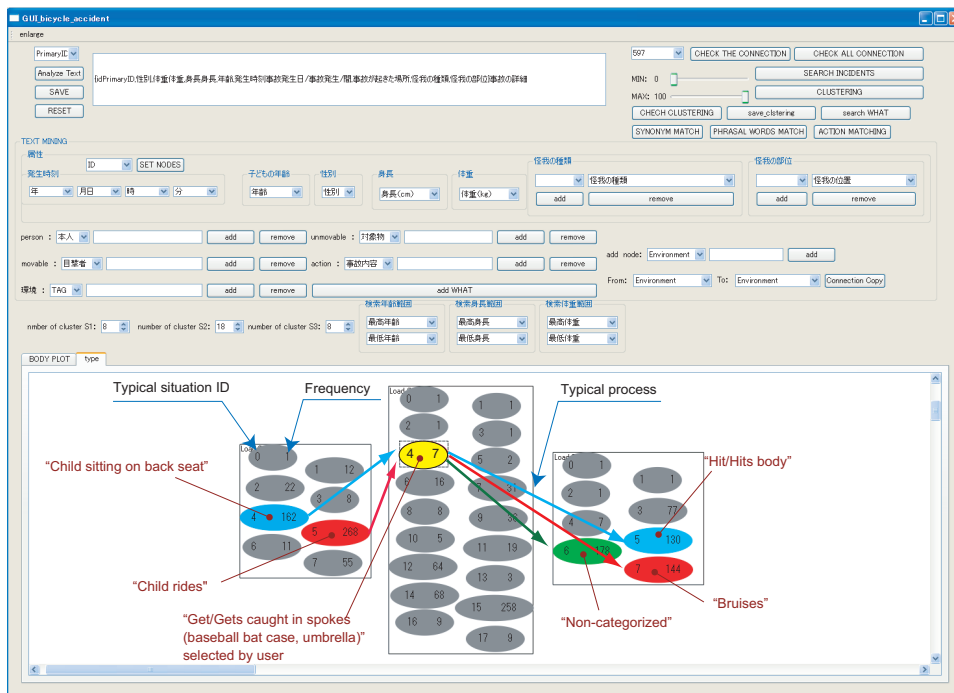 GUI_bicycle_accident
enlarge
PrimaryID
597
CHECK THE CONNECTION
CHECK ALL CONNECTION
Analyze Text
SAVE
RESET
[idPrimaryID,性別,体重体重,身長身長,年齢,発生時刻事故発生日/事故発生/間,事故が起きた場所,怪我の種類,怪我の部位]事故の詳細
MIN: 0
SEARCH INCIDENTS
MAX: 100
CLUSTERING
CHECH CLUSTERING
save_clstering
search WHAT
SYNONYM MATCH
PHRASAL WORDS MATCH
ACTION MATCHING
TEXT MINING
属性
ID
SET NODES
発生時刻
年
月日
時
分
子どもの年齢
年齢
性別
性別
身長
身長(cm)
体重
体重(kg)
怪我の種類
怪我の種類
add
remove
怪我の部位
怪我の位置
add
remove
person : 本人
add
remove
unmovable : 対象物
add
remove
movable : 目撃者
add
remove
action : 事故内容
add
remove
add node: Environment
add
From: Environment
To: Environment
Connection Copy
環境 : TAG
add
remove
add WHAT
nmber of cluster S1: 8
number of cluster S2: 18
number of cluster S3: 8
検索年齢範囲
最高年齢
最低年齢
検索身長範囲
最高身長
最低身長
検索体重範囲
最高体重
最低体重
BODY PLOT
type
Typical situation ID
Frequency
Typical process
0 1
1 12
2 22
3 8
4 162
5 268
6 11
7 55
Load
0 1
1 1
2 1
3 1
4 7
5 2
6 16
7 31
8 8
9 38
10 5
11 19
12 64
13 3
14 68
15 258
16 9
17 9
0 1
1 1
2 1
3 77
4 7
5 130
6 178
7 144
“Child sitting on back seat”
“Child rides"
“Get/Gets caught in spokes
(baseball bat case, umbrella)”
selected by user
“Hit/Hits body”
“Bruises”
“Non-categorized”